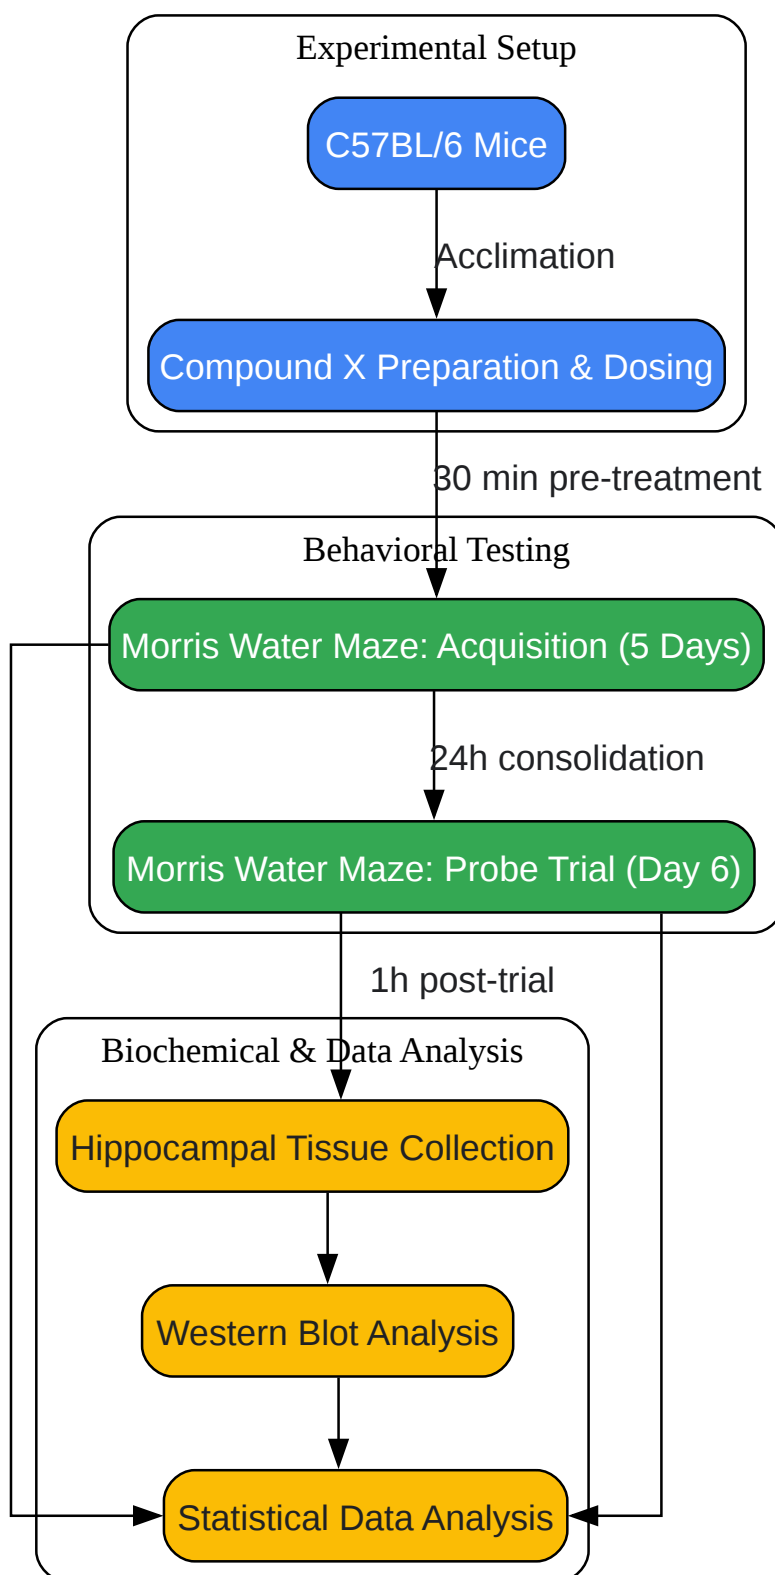 Experimental Setup
C57BL/6 Mice
Acclimation
Compound X Preparation & Dosing
30 min pre-treatment
Behavioral Testing
Morris Water Maze: Acquisition (5 Days)
24h consolidation
Morris Water Maze: Probe Trial (Day 6)
1h post-trial
Biochemical & Data Analysis
Hippocampal Tissue Collection
Western Blot Analysis
Statistical Data Analysis